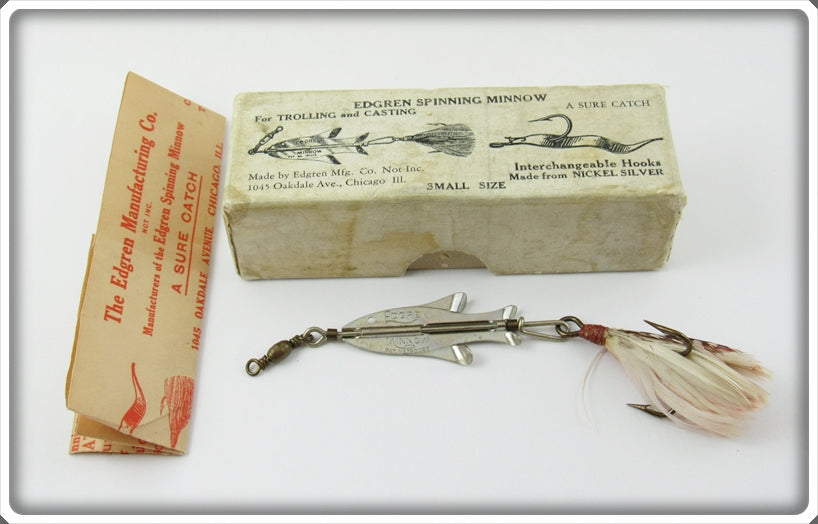 EDGREN SPINNING MINNOW
For TROLLING and CASTING
A SURE CATCH
EDGREN
MINNOW
Made by Edgren Mfg. Co. Not Inc.
1045 Oakdale Ave., Chicago Ill.
SMALL SIZE
Interchangeable Hooks
Made from NICKEL SILVER
The Edgren Manufacturing Co.
NOT INC.
Manufacturers of the Edgren Spinning Minnow
A SURE CATCH
1045 OAKDALE AVENUE CHICAGO, ILL
EDGREN
MINNOW